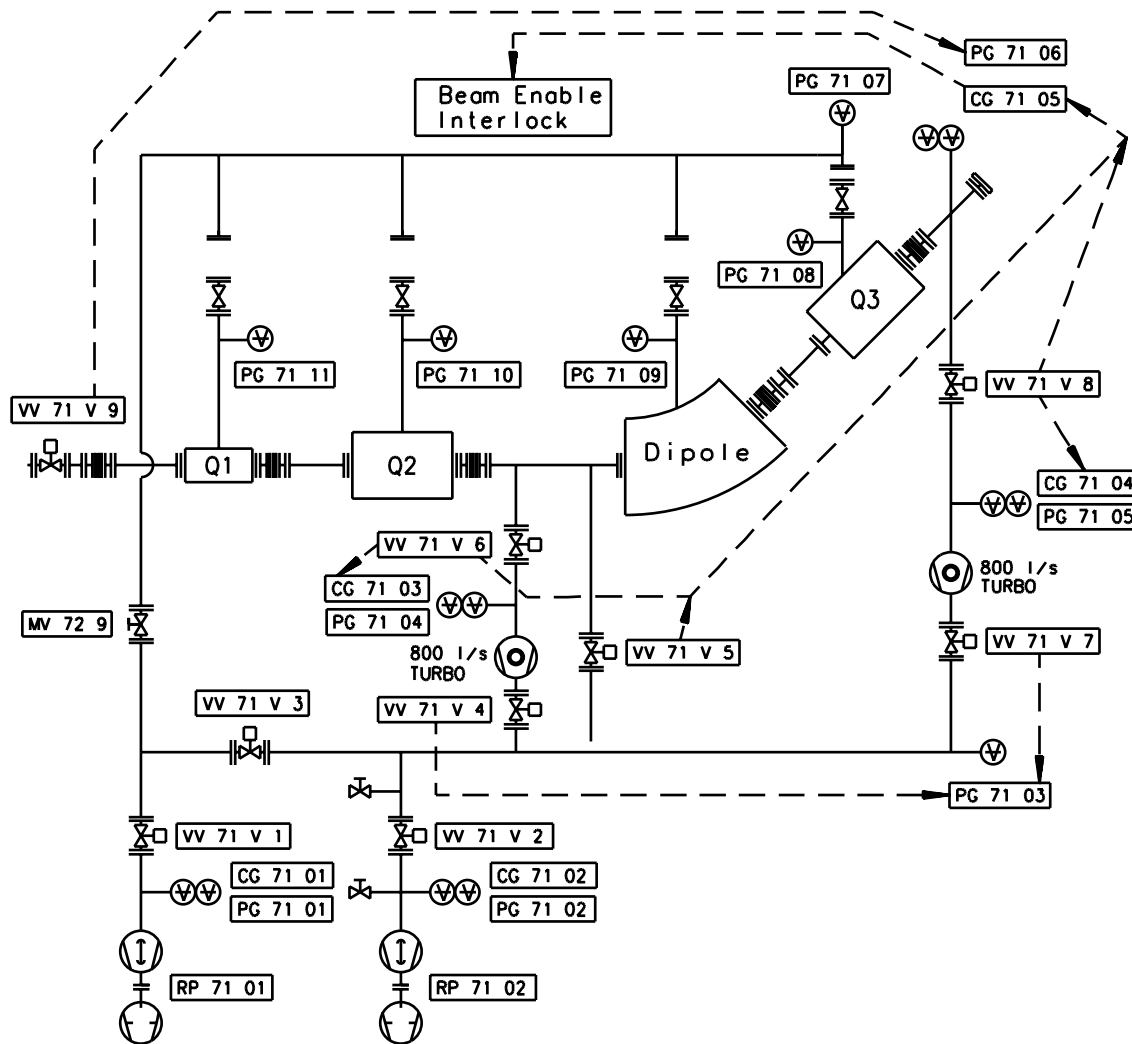 PG 71 06
PG 71 07
Beam Enable
Interlock
CG 71 05
PG 71 08
Q3
PG 71 11
PG 71 10
PG 71 09
VV 71 V 8
VV 71 V 9
Q1
Q2
Dipole
CG 71 04
PG 71 05
VV 71 V 6
800 l/s
TURBO
CG 71 03
PG 71 04
MV 72 9
800 l/s
TURBO
VV 71 V 5
VV 71 V 7
VV 71 V 3
VV 71 V 4
PG 71 03
VV 71 V 1
VV 71 V 2
CG 71 01
PG 71 01
CG 71 02
PG 71 02
RP 71 01
RP 71 02